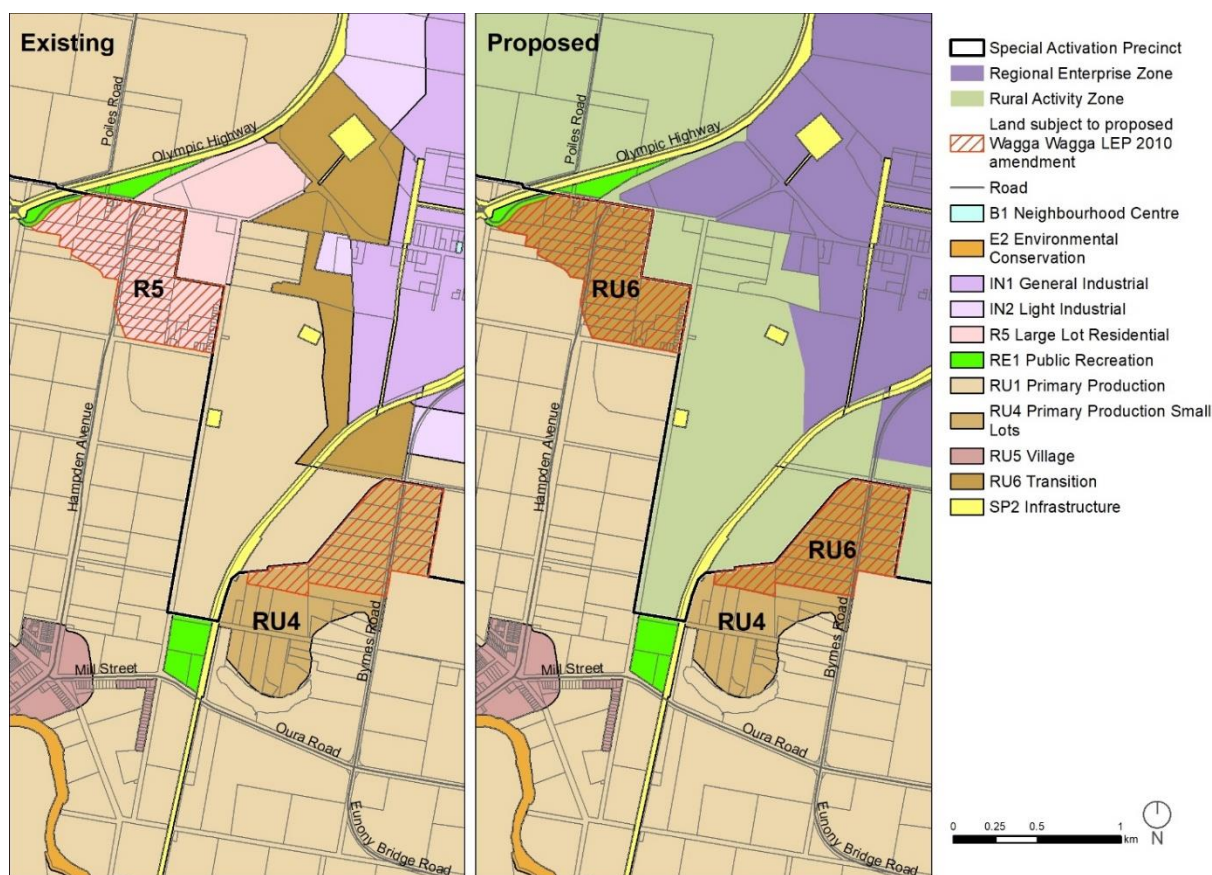 Existing
Poiles Road
Olympic Highway
R5
Hampden Avenue
RU4
Byrnes Road
Mill Street
Oura Road
Eunony Bridge Road
Proposed
Poiles Road
Olympic Highway
RU6
Hampden Avenue
RU6
RU4
Byrnes Road
Mill Street
Oura Road
Eunony Bridge Road
Special Activation Precinct
Regional Enterprise Zone
Rural Activity Zone
Land subject to proposed
Wagga Wagga LEP 2010
amendment
Road
B1 Neighbourhood Centre
E2 Environmental
Conservation
IN1 General Industrial
IN2 Light Industrial
R5 Large Lot Residential
RE1 Public Recreation
RU1 Primary Production
RU4 Primary Production Small
Lots
RU5 Village
RU6 Transition
SP2 Infrastructure
0 0.25 0.5 1
km
N